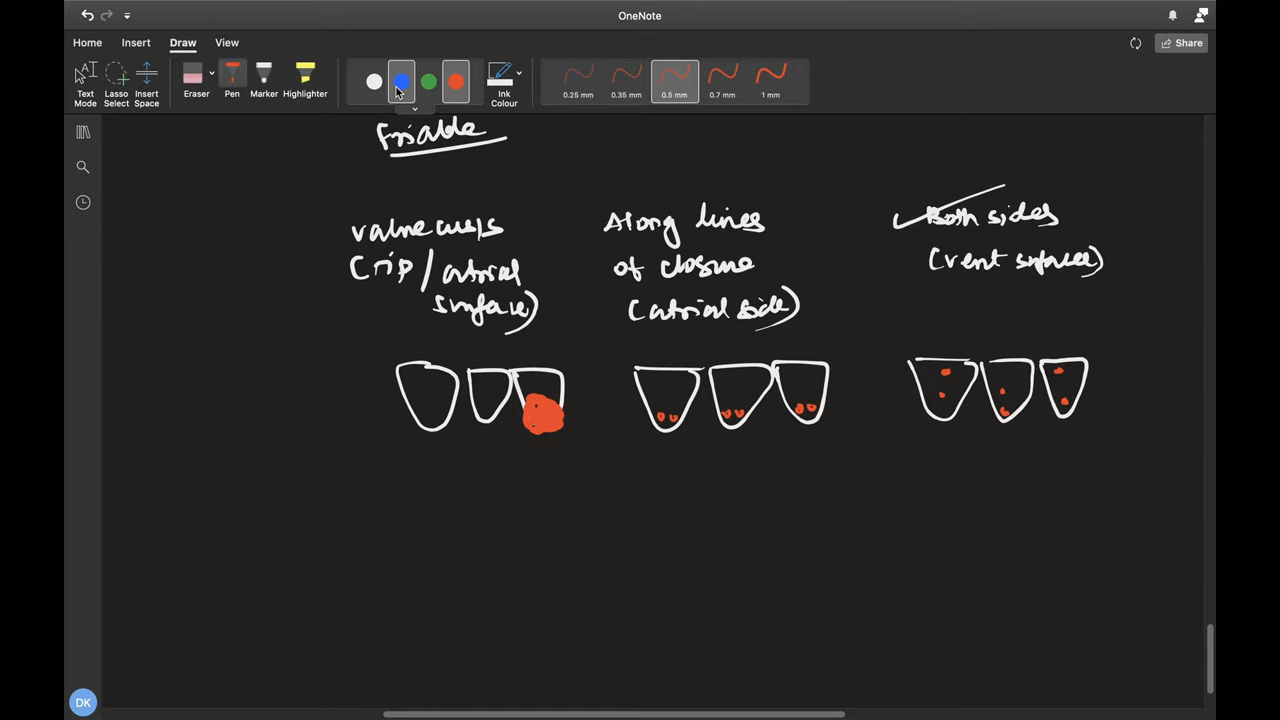 OneNote
Home Insert Draw View
Share
Text Mode
Lasso Select
Insert Space
Eraser
Pen
Marker
Highlighter
Ink Colour
0.25 mm
0.35 mm
0.5 mm
0.7 mm
1 mm
Friable
valve cusps
(Tip/atrial
surface)
Along lines
of closure
(atrial side)
Both sides
(vent surfaces)
DK